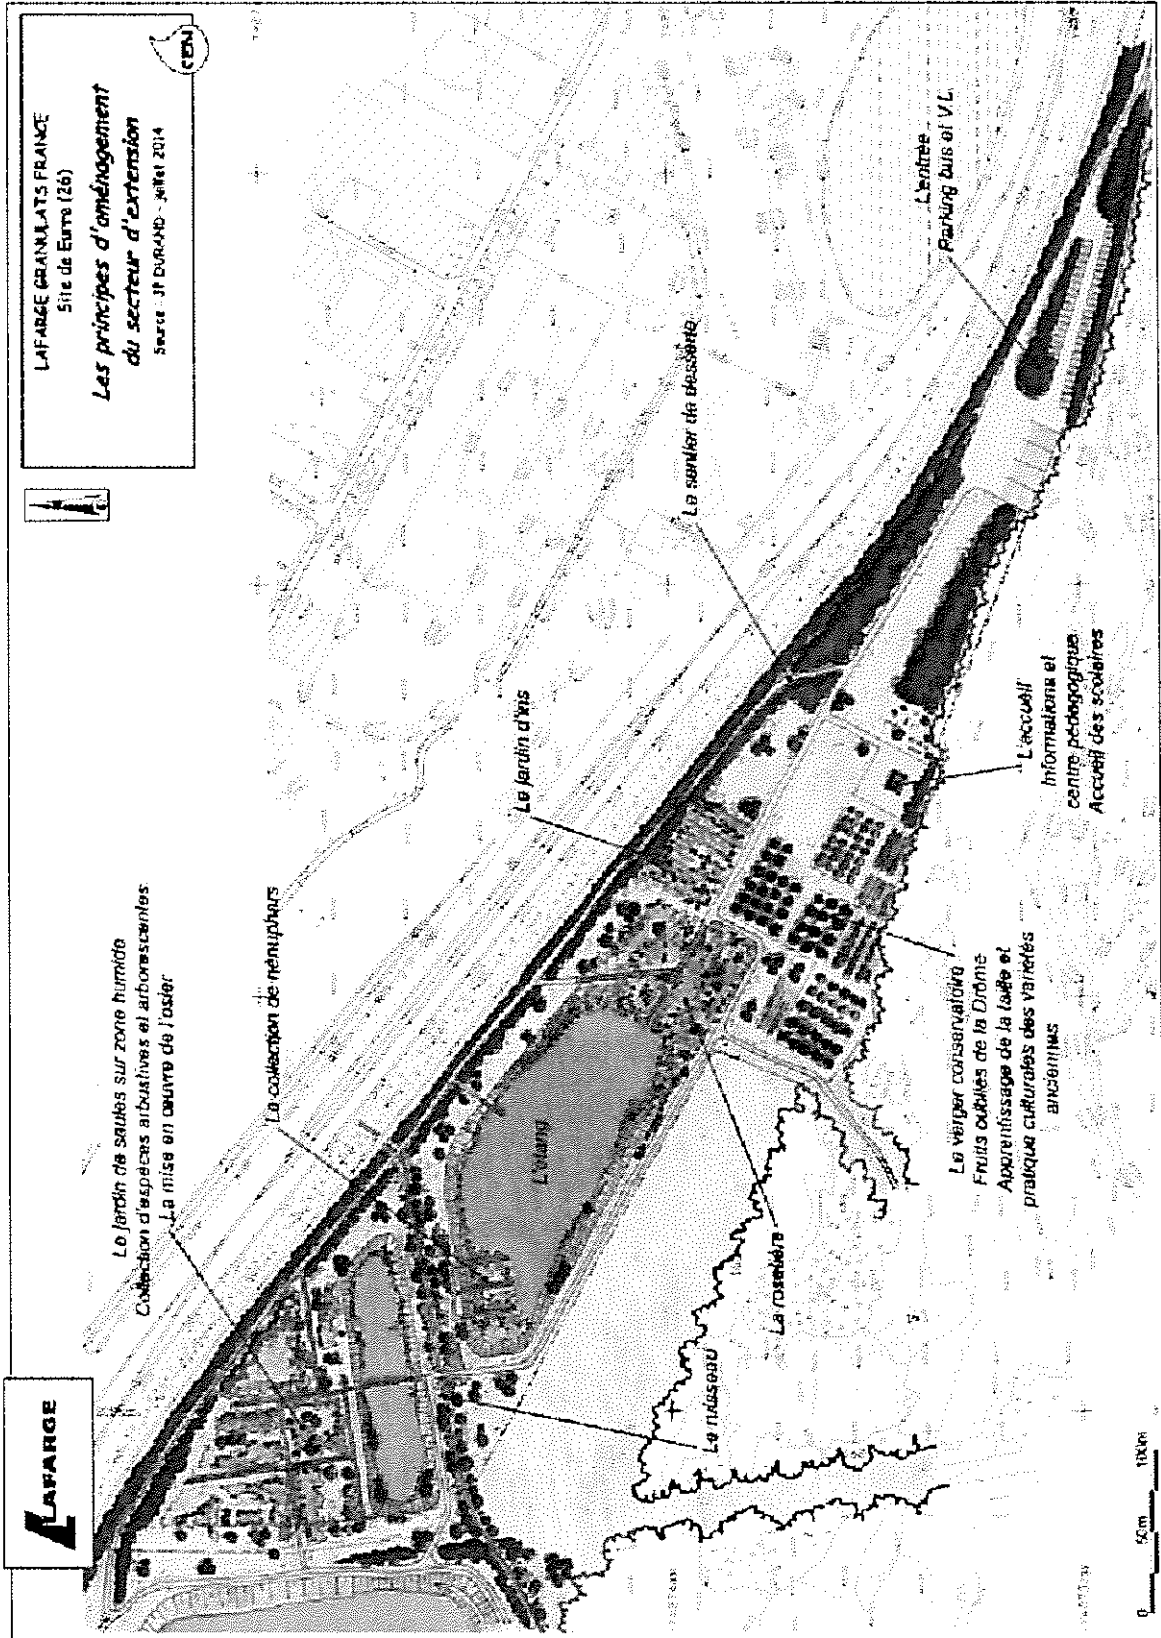 LAFARGE
LAFARGE GRANULATS FRANCE
Site de Eurre (26)
Les principes d'aménagement
du secteur d'extension
Source : JP DURAND - juillet 2014
CEN
Le jardin de saules sur zone humide
Collection d'espèces arbustives et arborescentes
La mise en œuvre de l'osier
La collection de nénuphars
Le jardin d'iris
Le sentier de desserte
L'entrée
Parking bus et V.L.
L'étang
Le ruisseau
La roselière
Le verger conservatoire
Fruits oubliés de la Drôme
Apprentissage de la taille et
pratique culturales des variétés
anciennes
L'accueil
Informations et
centre pédagogique
Accueil des scolaires
0 50m 100m